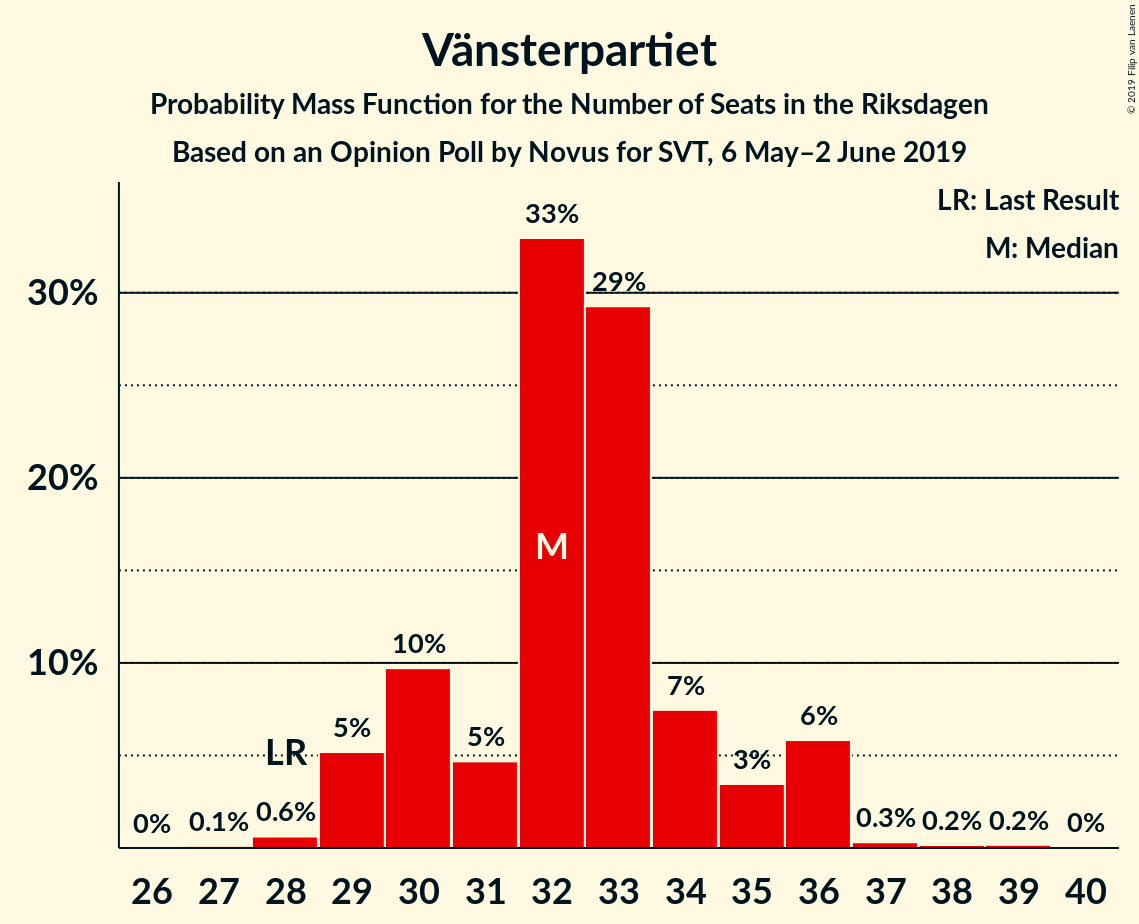 Vänsterpartiet
Probability Mass Function for the Number of Seats in the Riksdagen
Based on an Opinion Poll by Novus for SVT, 6 May–2 June 2019
© 2019 Filip van Laenen
LR: Last Result
M: Median
30%
20%
10%
0%
0.1%
0.6%
LR
5%
10%
5%
33%
M
29%
7%
3%
6%
0.3%
0.2%
0.2%
0%
26 27 28 29 30 31 32 33 34 35 36 37 38 39 40